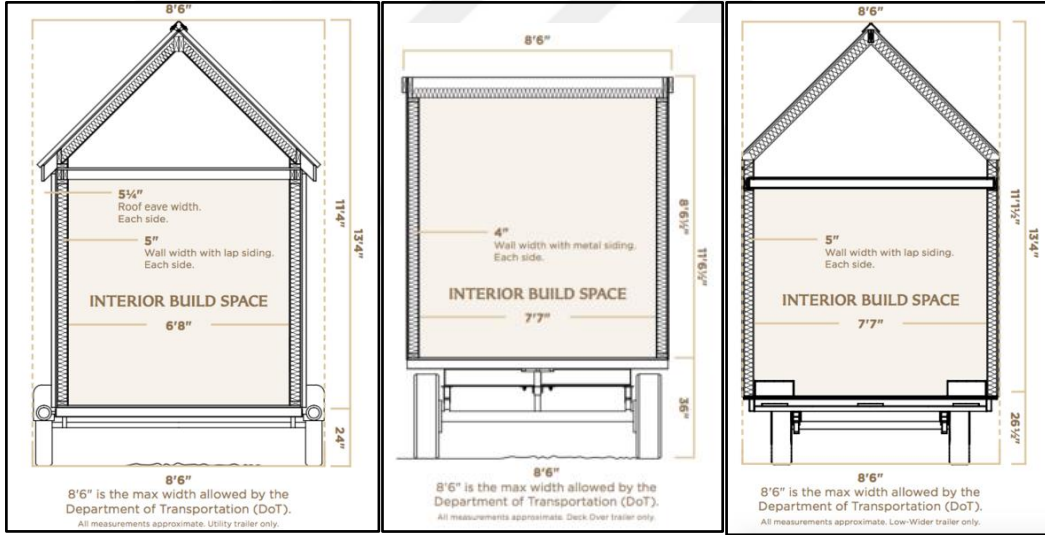 8'6"
5¼"
Roof eave width.
Each side.
5"
Wall width with lap siding.
Each side.
INTERIOR BUILD SPACE
6'8"
11'4"
13'4"
24"
8'6"
8'6" is the max width allowed by the
Department of Transportation (DoT).
All measurements approximate. Utility trailer only.
8'6"
4"
Wall width with metal siding.
Each side.
INTERIOR BUILD SPACE
7'7"
8'6½"
11'6½"
36"
8'6"
8'6" is the max width allowed by the
Department of Transportation (DoT).
All measurements approximate. Deck Over trailer only.
8'6"
5"
Wall width with lap siding.
Each side.
INTERIOR BUILD SPACE
7'7"
11'1½"
13'4"
26½"
8'6"
8'6" is the max width allowed by the
Department of Transportation (DoT).
All measurements approximate. Low-Wider trailer only.